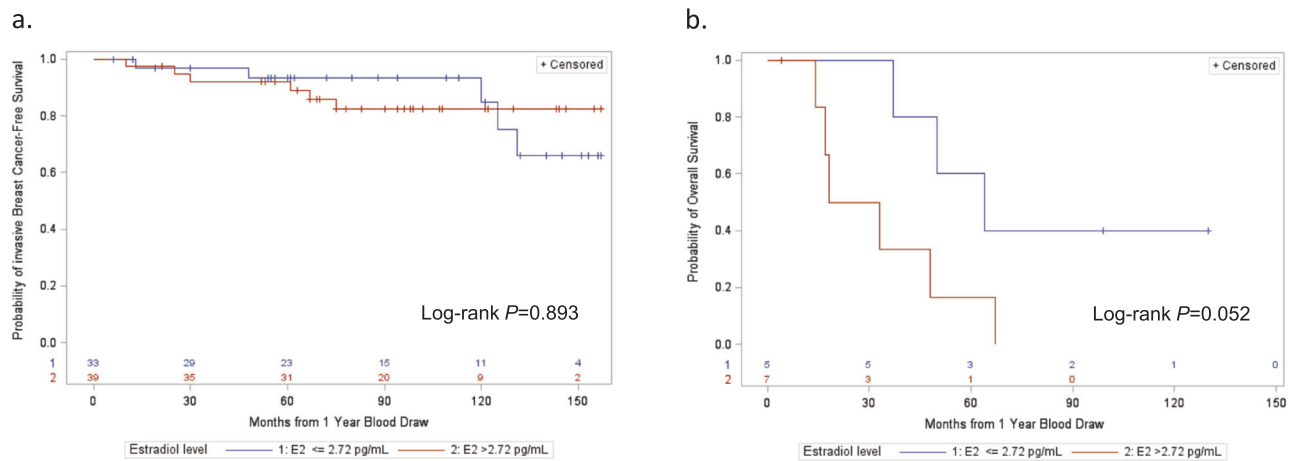 a.
Probability of invasive Breast Cancer-Free Survival
1.0
0.8
0.6
0.4
0.2
0.0
+ Censored
Log-rank P=0.893
1 33 29 23 15 11 4
2 39 35 31 20 9 2
0 30 60 90 120 150
Months from 1 Year Blood Draw
Estradiol level 1: E2 <= 2.72 pg/mL 2: E2 >2.72 pg/mL
b.
Probability of Overall Survival
1.0
0.8
0.6
0.4
0.2
0.0
+ Censored
Log-rank P=0.052
1 5 5 3 2 1 0
2 7 3 1 0
0 30 60 90 120 150
Months from 1 Year Blood Draw
Estradiol level 1: E2 <= 2.72 pg/mL 2: E2 >2.72 pg/mL